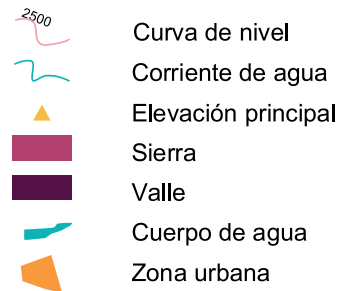 2500
Curva de nivel
Corriente de agua
Elevación principal
Sierra
Valle
Cuerpo de agua
Zona urbana